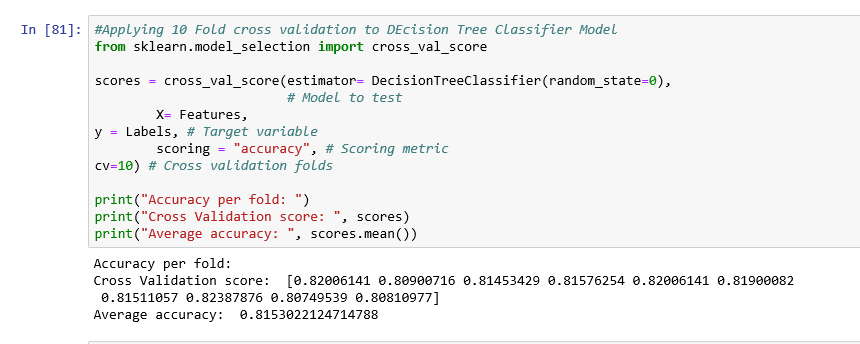 In [81]: #Applying 10 Fold cross validation to DEcision Tree Classifier Model
from sklearn.model_selection import cross_val_score
scores = cross_val_score(estimator= DecisionTreeClassifier(random_state=0),
# Model to test
X= Features,
y = Labels, # Target variable
scoring = "accuracy", # Scoring metric
cv=10) # Cross validation folds
print("Accuracy per fold: ")
print("Cross Validation score: ", scores)
print("Average accuracy: ", scores.mean())
Accuracy per fold:
Cross Validation score:  [0.82006141 0.80900716 0.81453429 0.81576254 0.82006141 0.81900082
0.81511057 0.82387876 0.80749539 0.80810977]
Average accuracy:  0.8153022124714788